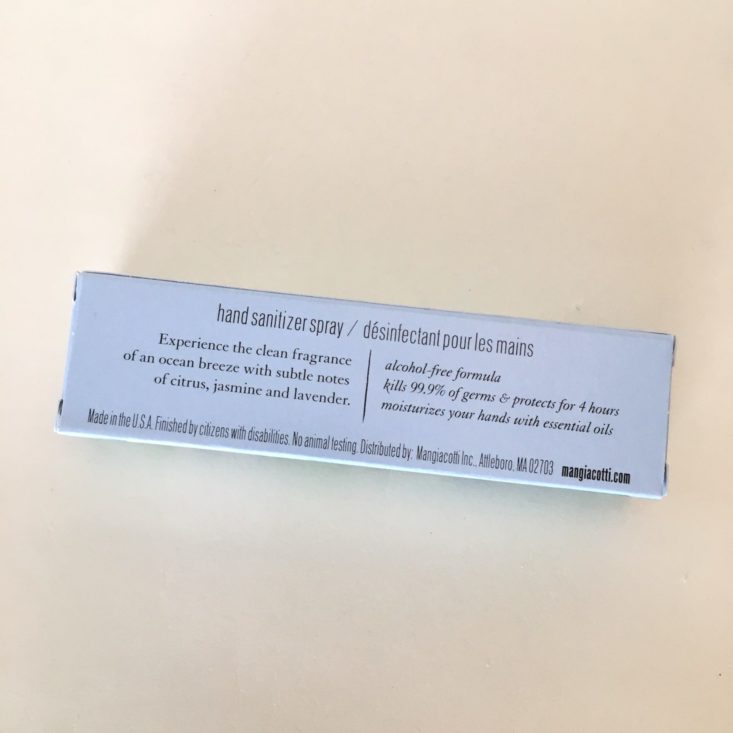 hand sanitizer spray / désinfectant pour les mains
Experience the clean fragrance
of an ocean breeze with subtle notes
of citrus, jasmine and lavender.
alcohol-free formula
kills 99.9% of germs & protects for 4 hours
moisturizes your hands with essential oils
Made in the U.S.A. Finished by citizens with disabilities. No animal testing. Distributed by: Mangiacotti Inc., Attleboro, MA 02703 mangiacotti.com